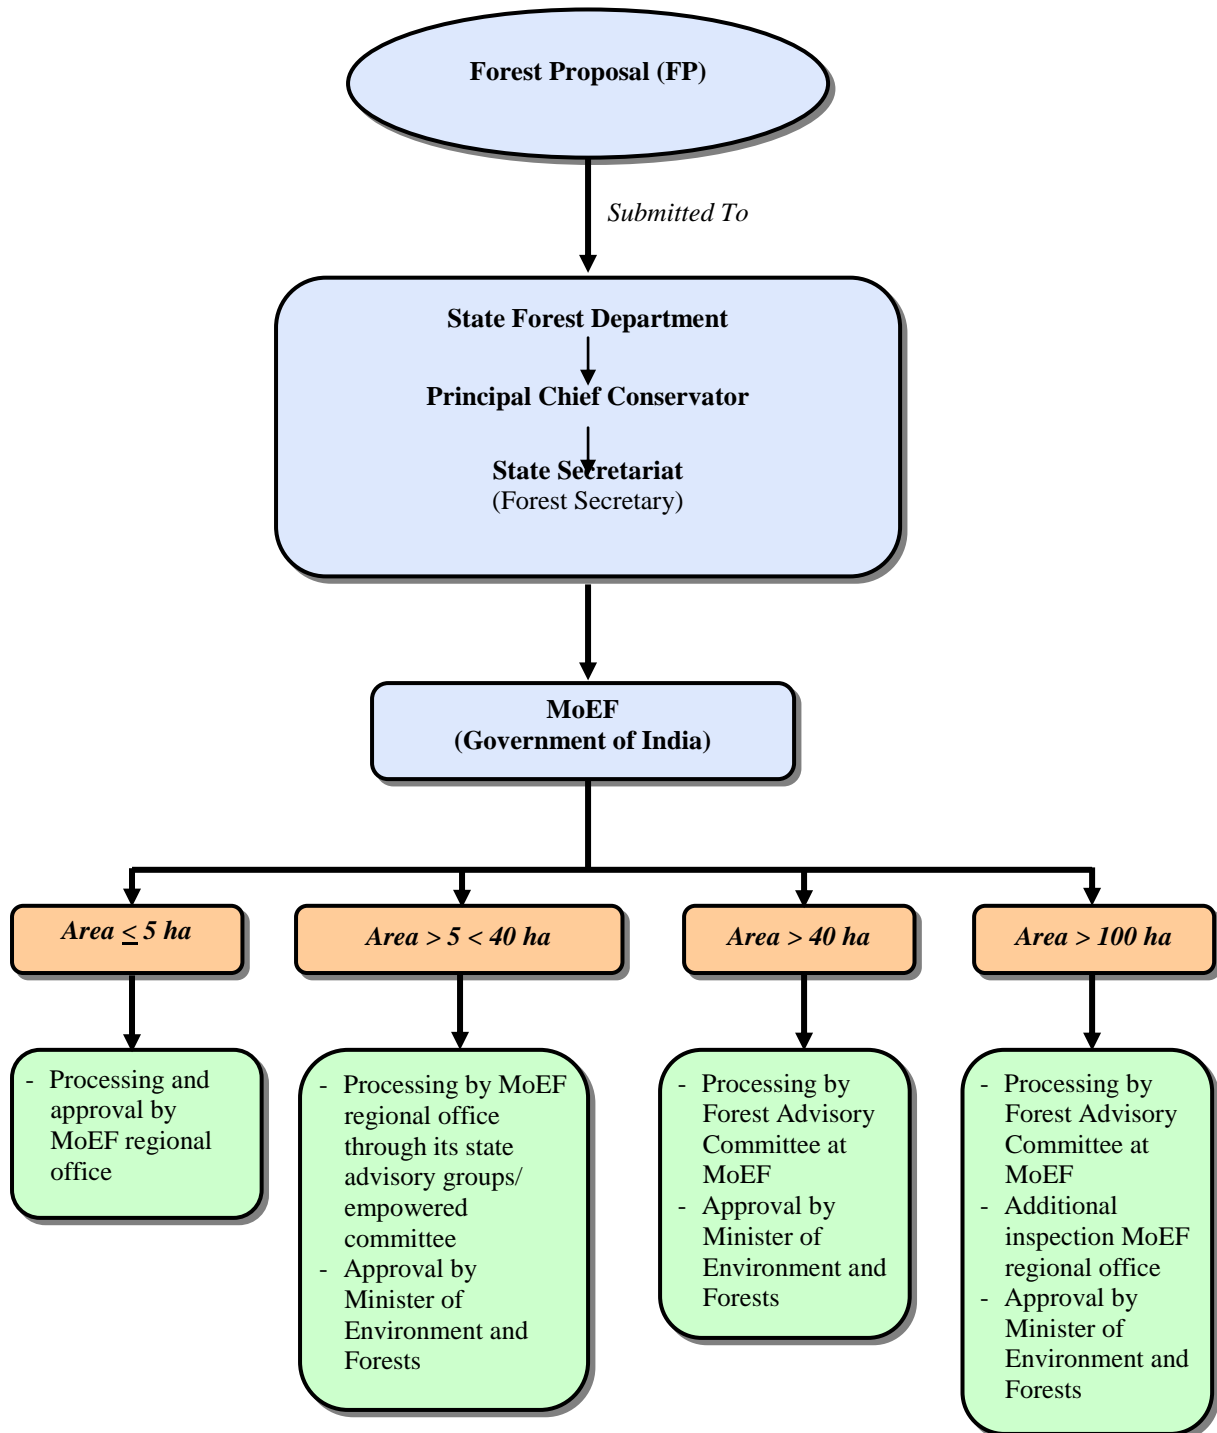 Forest Proposal (FP)
Submitted To
State Forest Department
Principal Chief Conservator
State Secretariat
(Forest Secretary)
MoEF
(Government of India)
Area ≤ 5 ha
Area > 5 < 40 ha
Area > 40 ha
Area > 100 ha
- Processing and
approval by
MoEF regional
office
- Processing by MoEF
regional office
through its state
advisory groups/
empowered
committee
- Approval by
Minister of
Environment and
Forests
- Processing by
Forest Advisory
Committee at
MoEF
- Approval by
Minister of
Environment and
Forests
- Processing by
Forest Advisory
Committee at
MoEF
- Additional
inspection MoEF
regional office
- Approval by
Minister of
Environment and
Forests